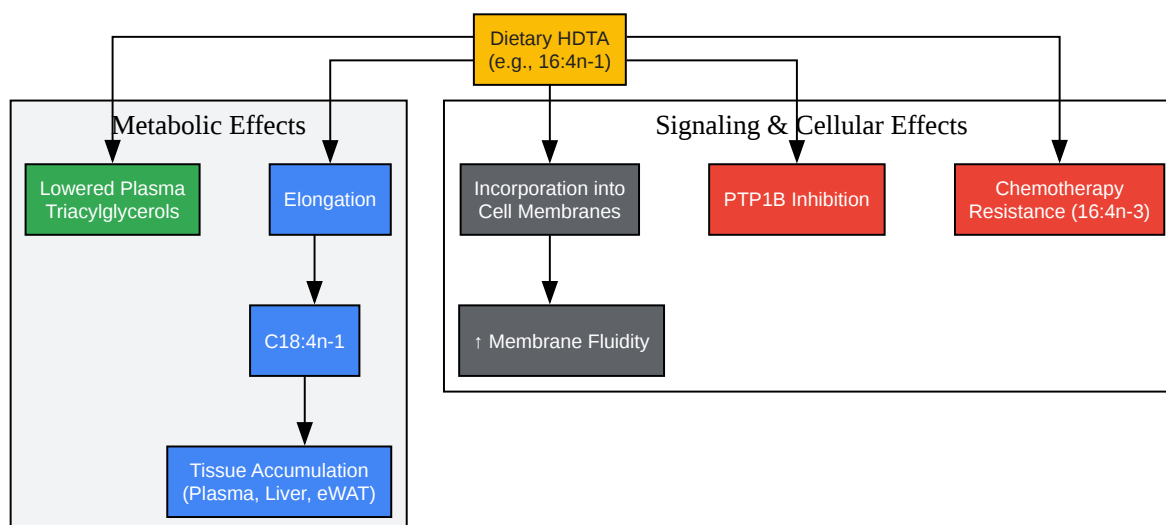 Dietary HDTA
(e.g., 16:4n-1)
Metabolic Effects
Signaling & Cellular Effects
Lowered Plasma
Triacylglycerols
Elongation
Incorporation into
Cell Membranes
PTP1B Inhibition
Chemotherapy
Resistance (16:4n-3)
C18:4n-1
↑ Membrane Fluidity
Tissue Accumulation
(Plasma, Liver, eWAT)